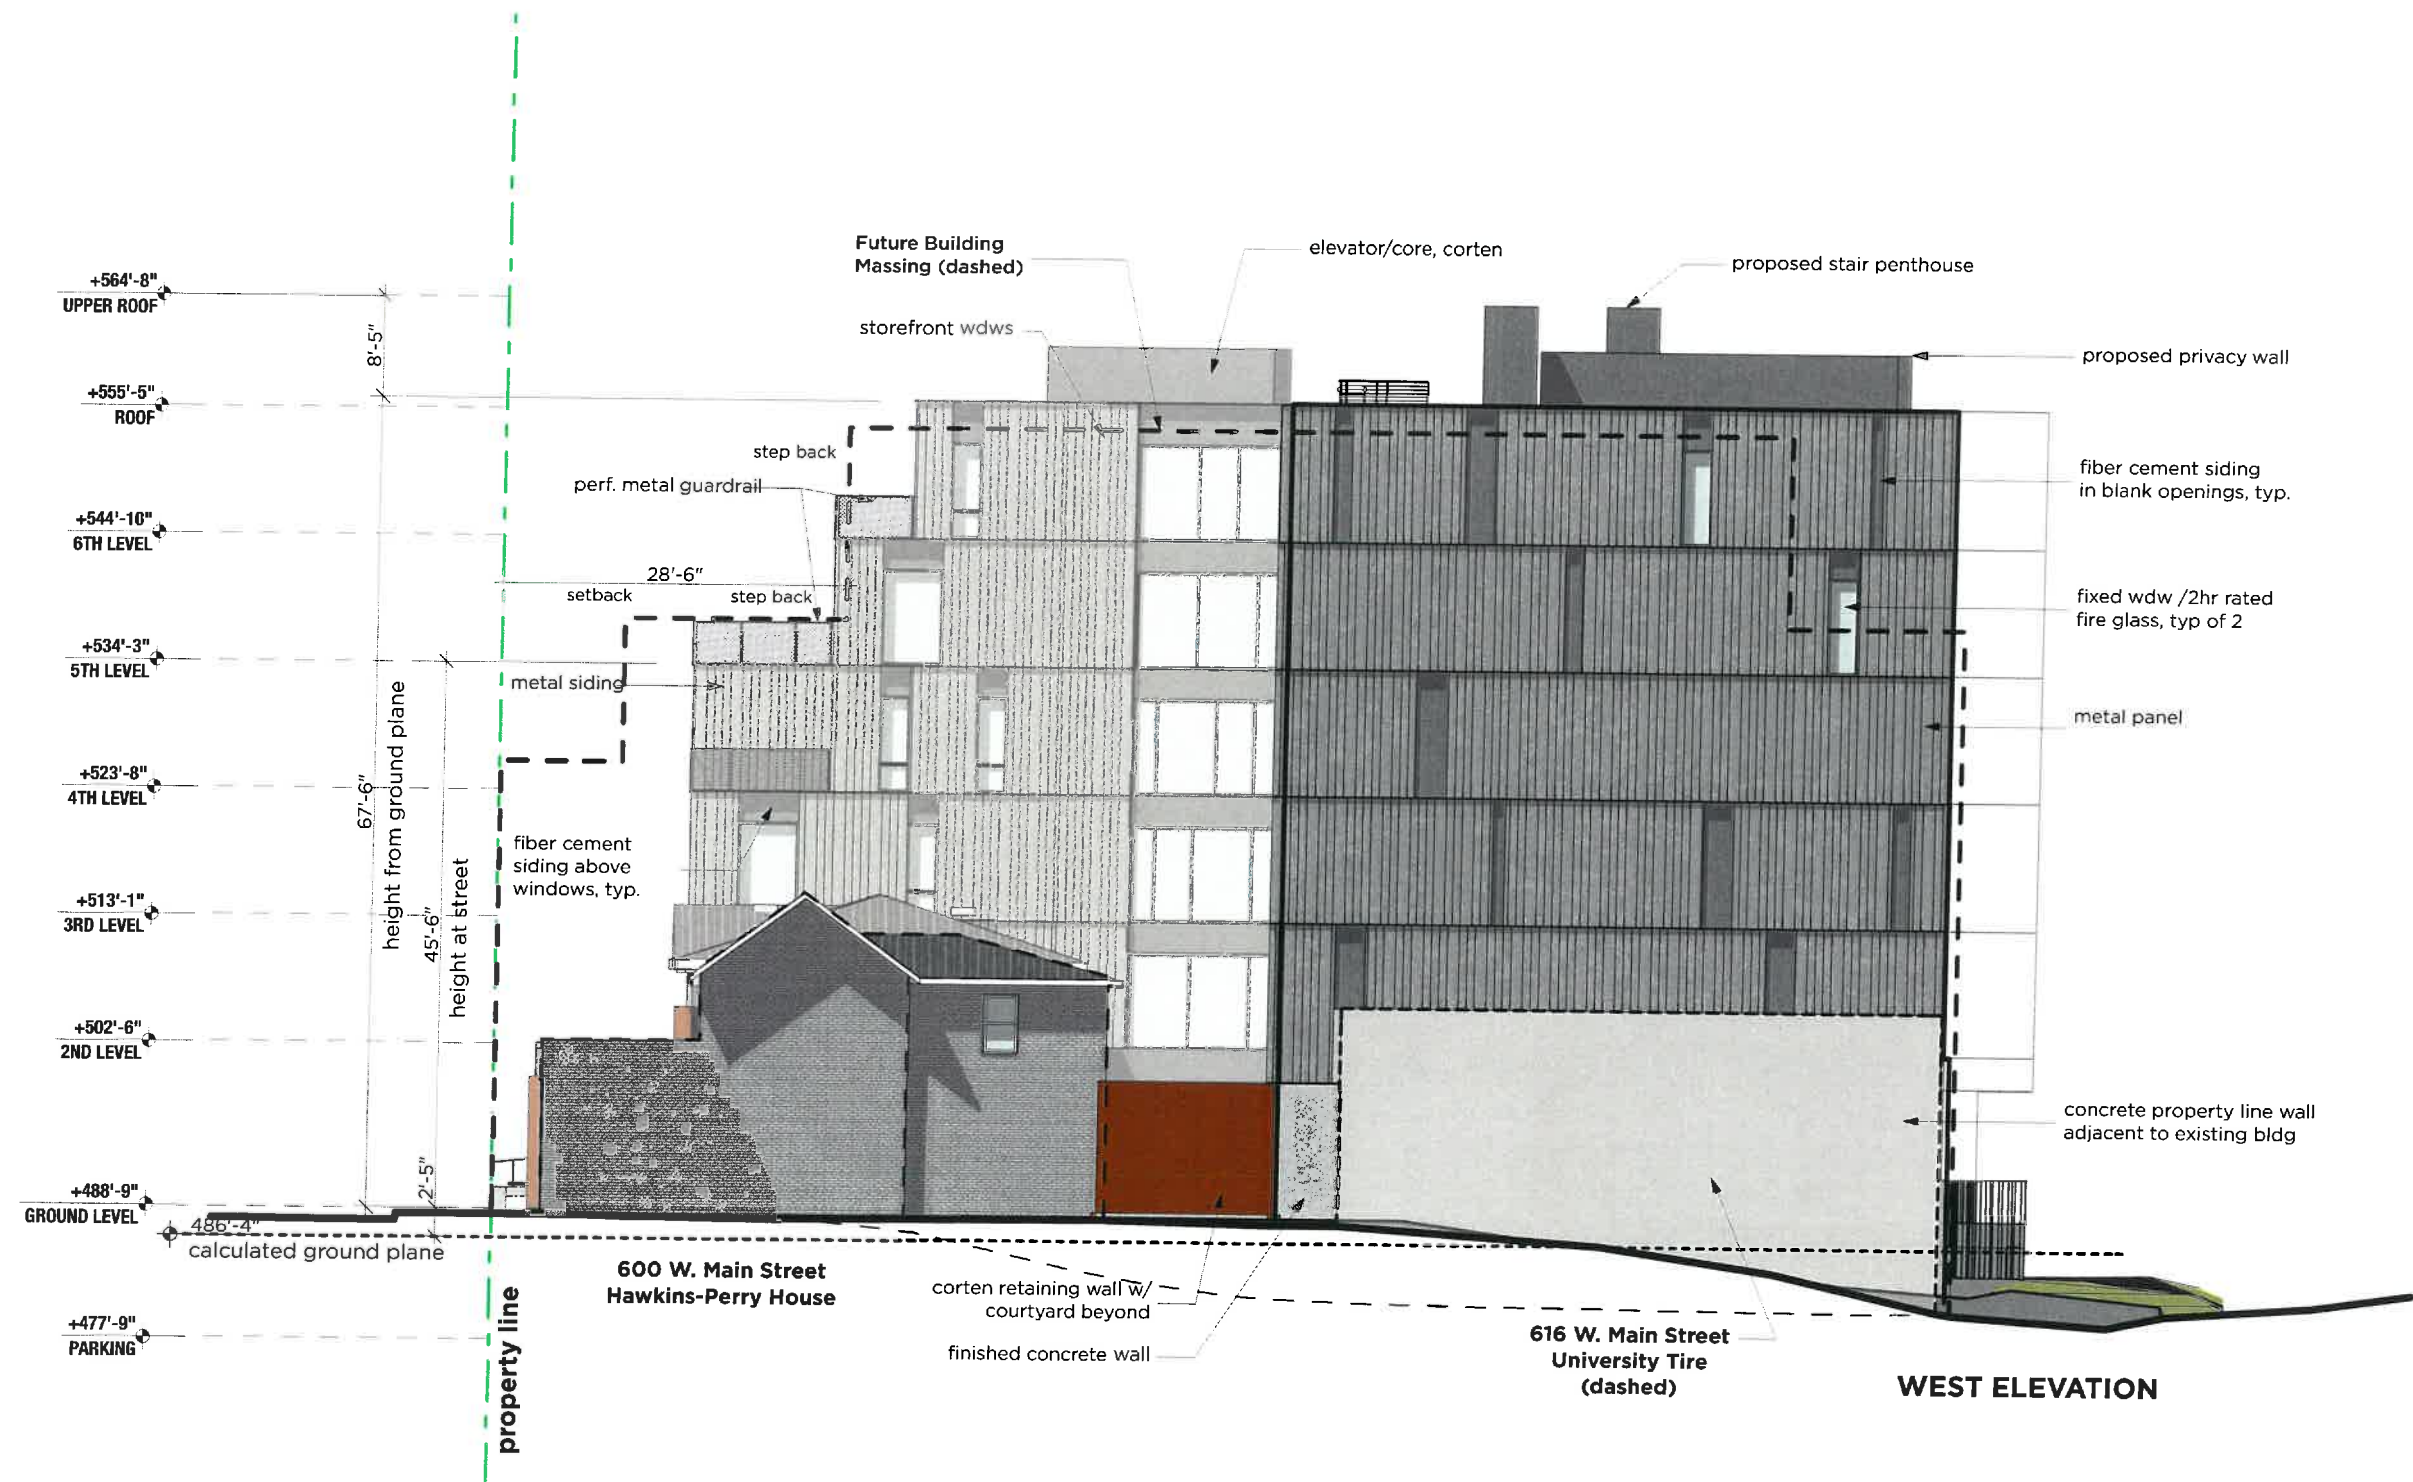 Future Building
Massing (dashed)
elevator/core, corten
proposed stair penthouse
+564'-8"
UPPER ROOF
storefront wdws
8'-5"
proposed privacy wall
+555'-5"
ROOF
step back
perf. metal guardrail
fiber cement siding
in blank openings, typ.
+544'-10"
6TH LEVEL
28'-6"
setback
step back
fixed wdw /2hr rated
fire glass, typ of 2
+534'-3"
5TH LEVEL
metal siding
metal panel
+523'-8"
4TH LEVEL
67'-6"
height from ground plane
45'-6"
height at street
fiber cement
siding above
windows, typ.
+513'-1"
3RD LEVEL
+502'-6"
2ND LEVEL
concrete property line wall
adjacent to existing bldg
2'-5"
+488'-9"
GROUND LEVEL
486'-4"
calculated ground plane
600 W. Main Street
Hawkins-Perry House
corten retaining wall w/
courtyard beyond
finished concrete wall
+477'-9"
PARKING
property line
616 W. Main Street
University Tire
(dashed)
WEST ELEVATION